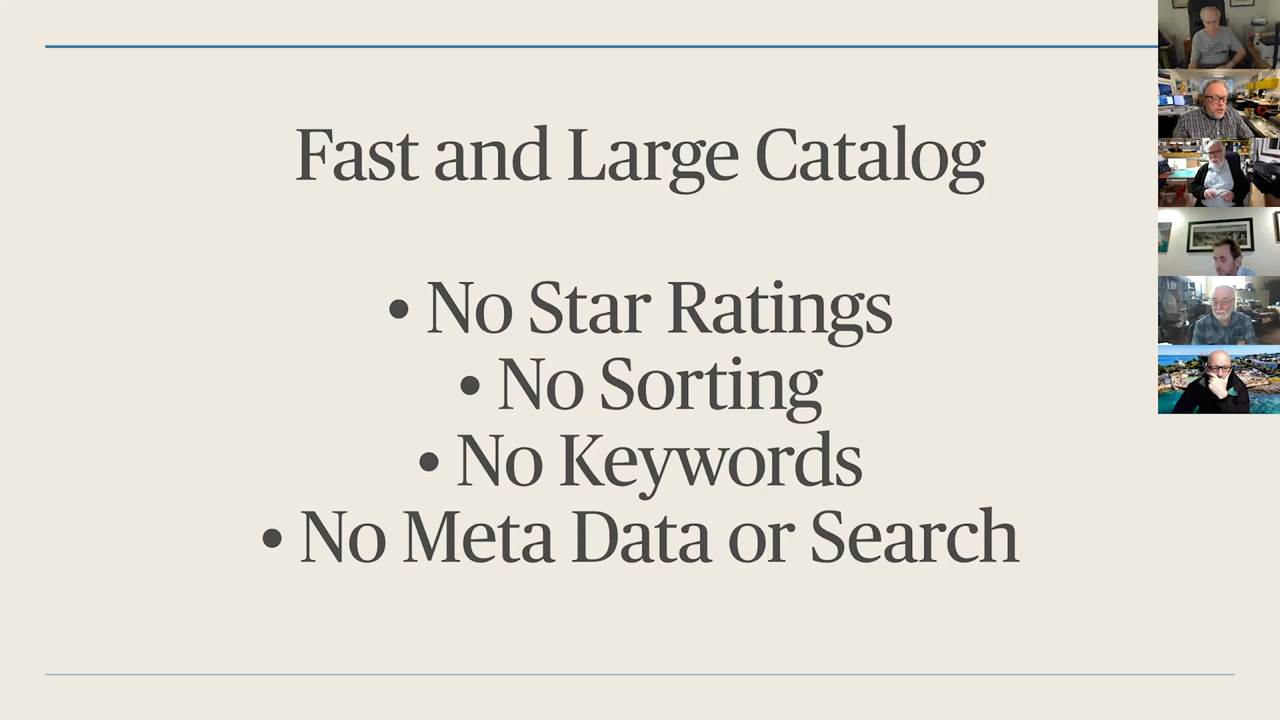 Fast and Large Catalog
• No Star Ratings
• No Sorting
• No Keywords
• No Meta Data or Search